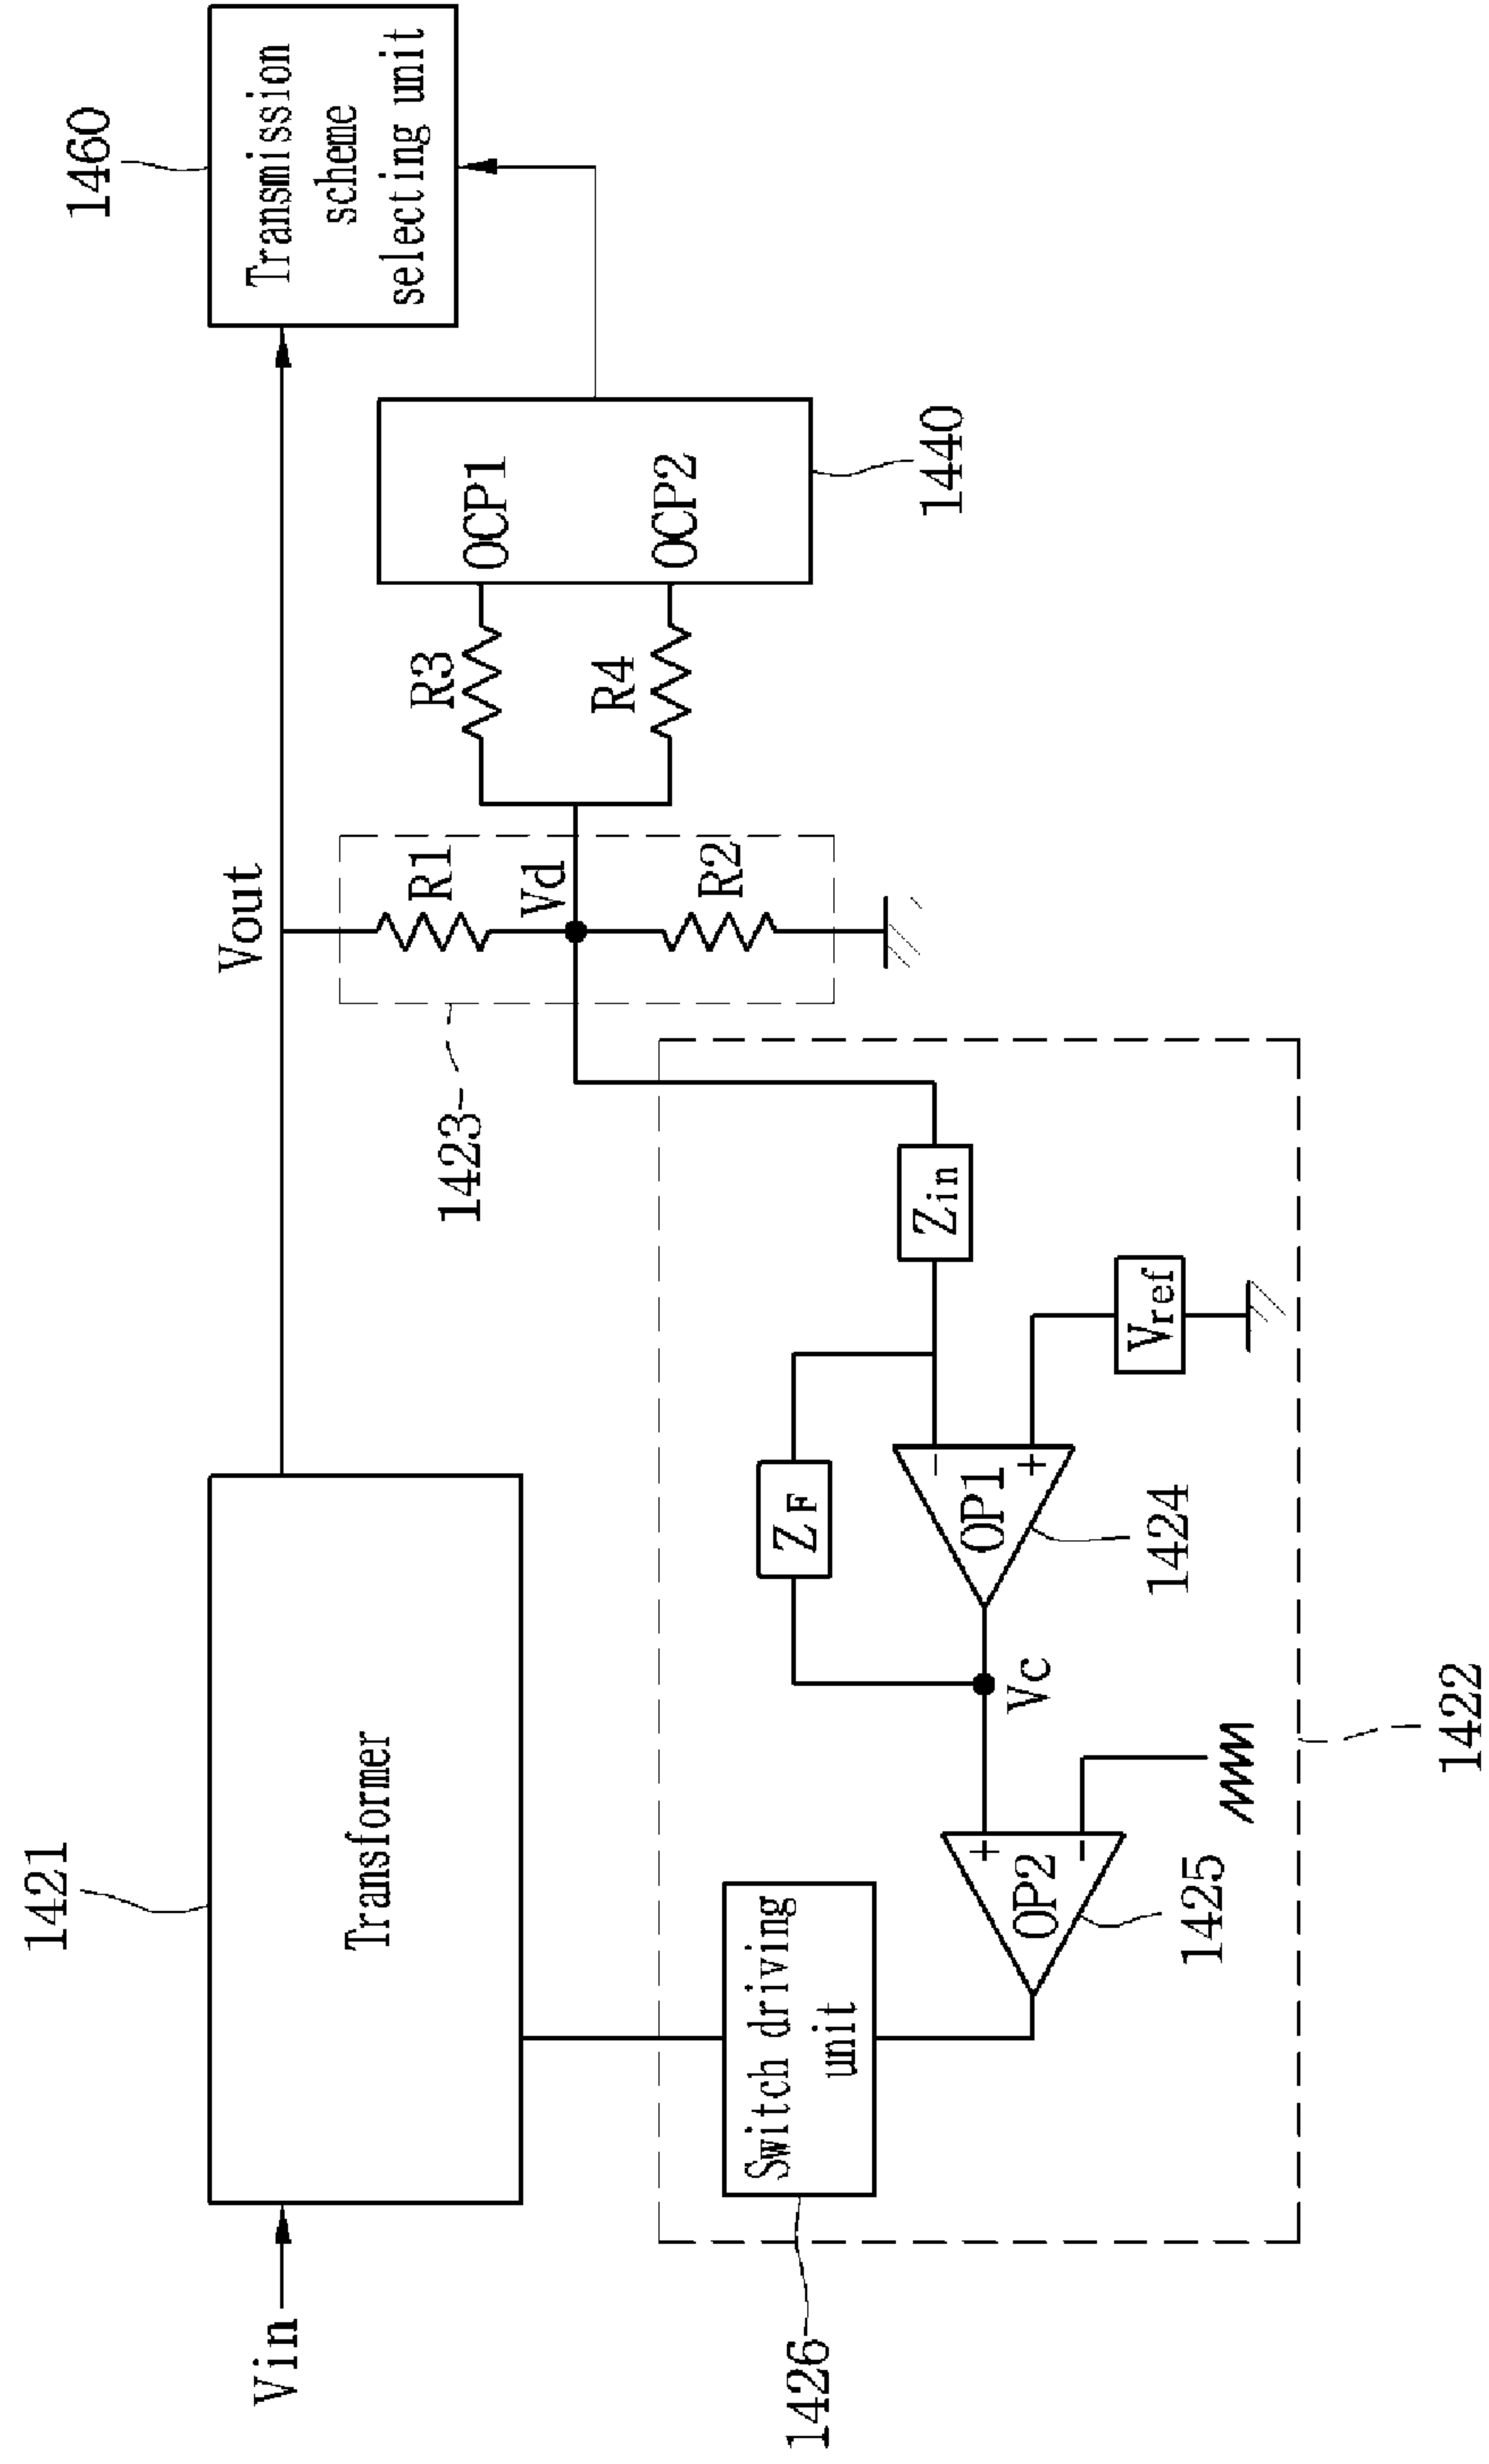 1421
1460
Vin
Transformer
Vout
Transmission
scheme
selecting unit
1423
R1
Vd
R2
R3
R4
OCP1
OCP2
1440
1426
Switch driving
unit
ZF
Zin
OP2
+
-
1425
Vc
OP1
-
+
1424
Vref
1422